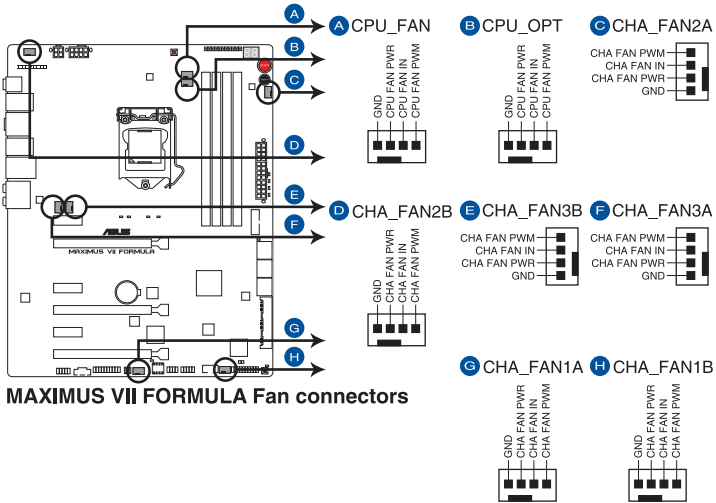 A
B
C
D
E
F
G
H
/SUS
MAXIMUS VII FORMULA
MAXIMUS VII FORMULA Fan connectors
A CPU_FAN
GND
CPU FAN PWR
CPU FAN IN
CPU FAN PWM
B CPU_OPT
GND
CPU FAN PWR
CPU FAN IN
CPU FAN PWM
C CHA_FAN2A
CHA FAN PWM
CHA FAN IN
CHA FAN PWR
GND
D CHA_FAN2B
GND
CHA FAN PWR
CHA FAN IN
CHA FAN PWM
E CHA_FAN3B
CHA FAN PWM
CHA FAN IN
CHA FAN PWR
GND
F CHA_FAN3A
CHA FAN PWM
CHA FAN IN
CHA FAN PWR
GND
G CHA_FAN1A
GND
CHA FAN PWR
CHA FAN IN
CHA FAN PWM
H CHA_FAN1B
GND
CHA FAN PWR
CHA FAN IN
CHA FAN PWM